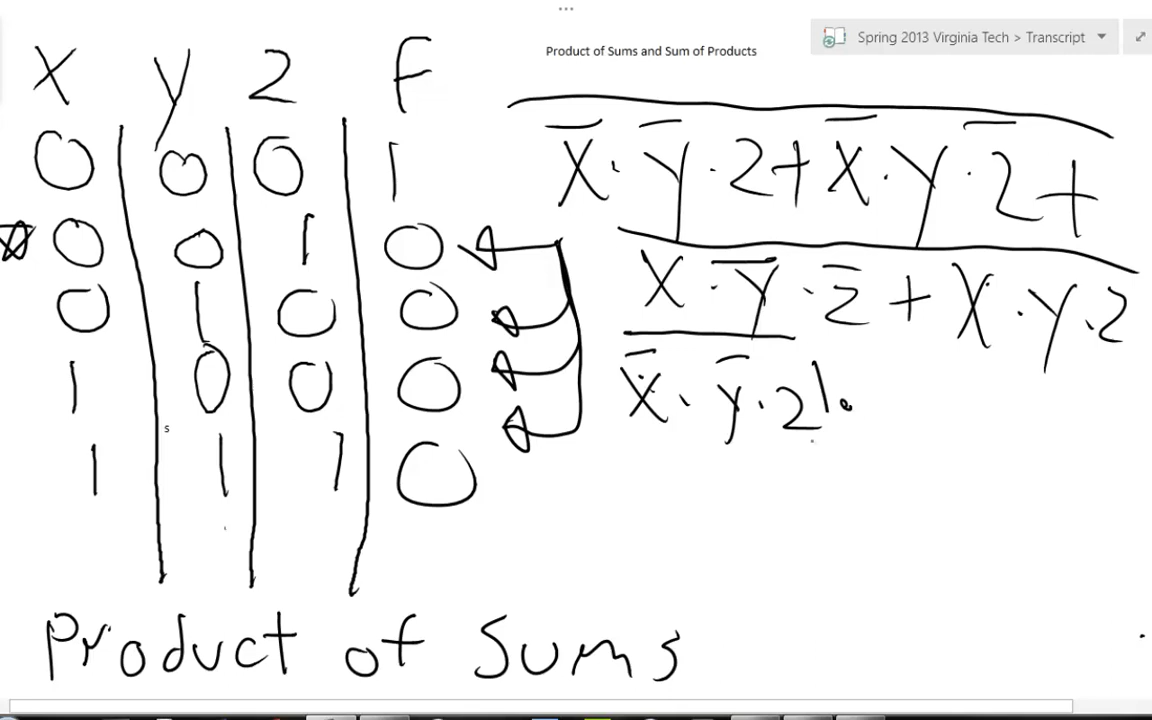 Spring 2013 Virginia Tech > Transcript
Product of Sums and Sum of Products
X Y Z F
0 0 0 1
0 0 1 0
0 1 0 0
1 0 0 0
1 1 1 0
X̅·Y̅·Z+X̅·Y·Z̅+
X·Y̅·Z̅+X·Y·Z
X̅·Y̅·Z
s
Product of Sums